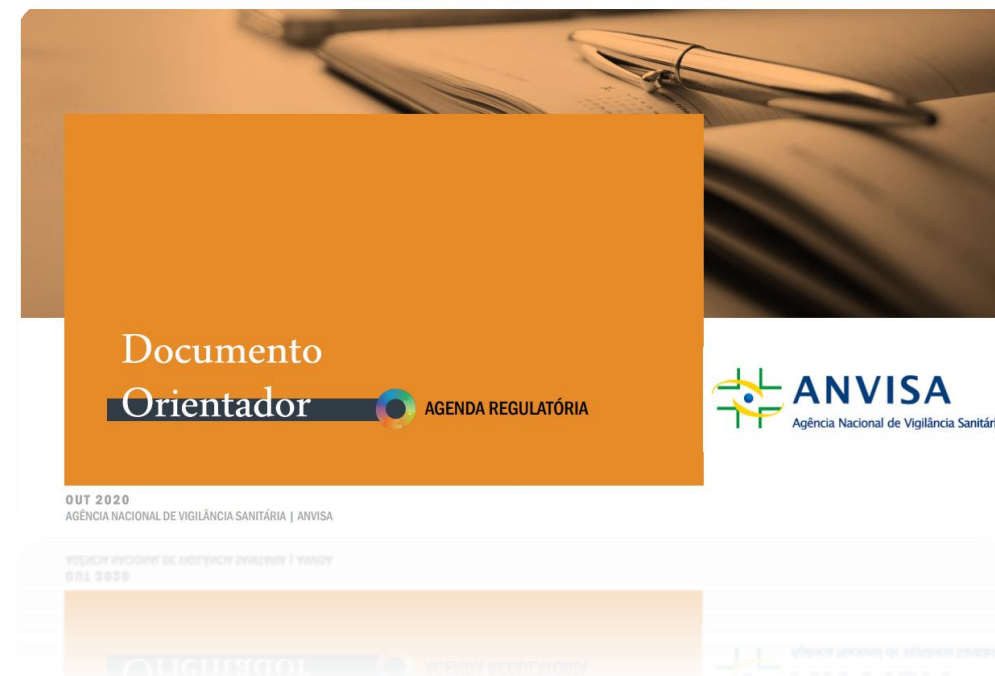 Documento
Orientador
AGENDA REGULATÓRIA
ANVISA
Agência Nacional de Vigilância Sanitári
OUT 2020
AGÊNCIA NACIONAL DE VIGILÂNCIA SANITÁRIA | ANVISA